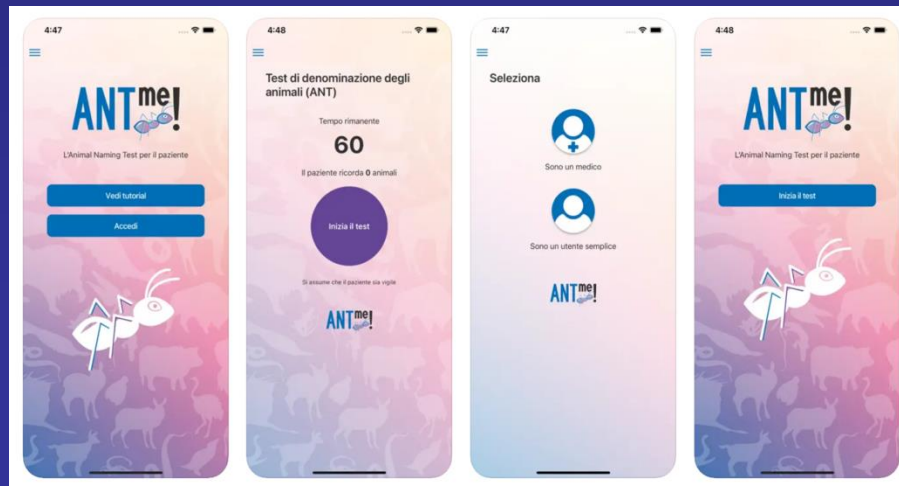 4:47
ANTme!
L'Animal Naming Test per il paziente
Vedi tutorial
Accedi
4:48
Test di denominazione degli
animali (ANT)
Tempo rimanente
60
Il paziente ricorda 0 animali
Inizia il test
Si assume che il paziente sia vigile
ANTme!
4:47
Seleziona
Sono un medico
Sono un utente semplice
ANTme!
4:48
ANTme!
L'Animal Naming Test per il paziente
Inizia il test